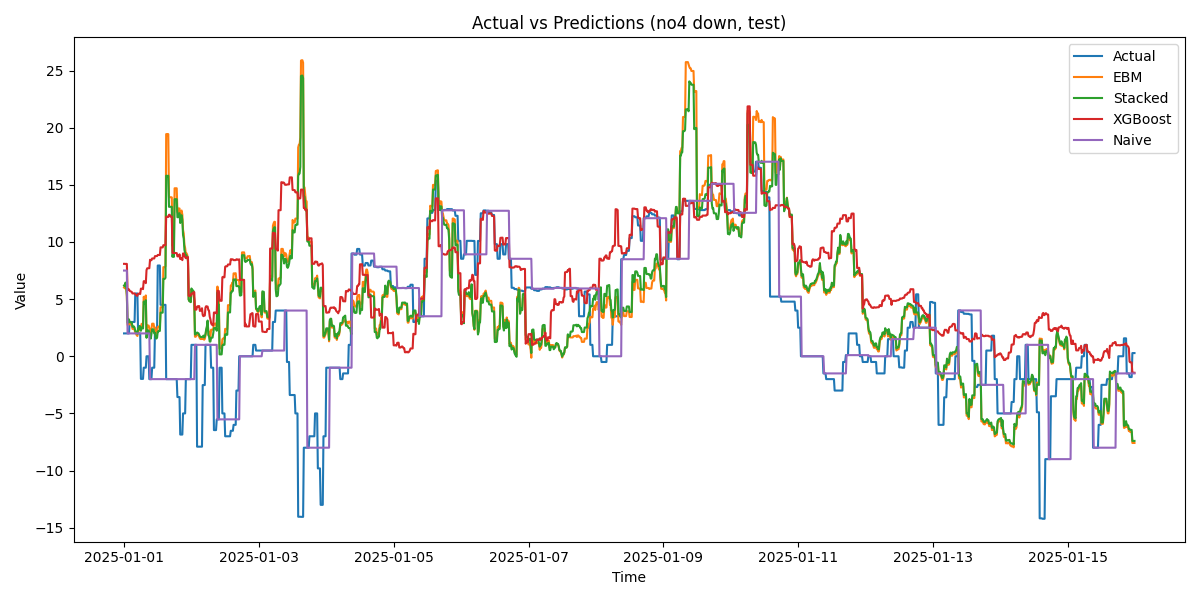 Actual vs Predictions (no4 down, test)
Actual
EBM
Stacked
XGBoost
Naive
Value
25
20
15
10
5
0
−5
−10
−15
2025-01-01
2025-01-03
2025-01-05
2025-01-07
2025-01-09
2025-01-11
2025-01-13
2025-01-15
Time